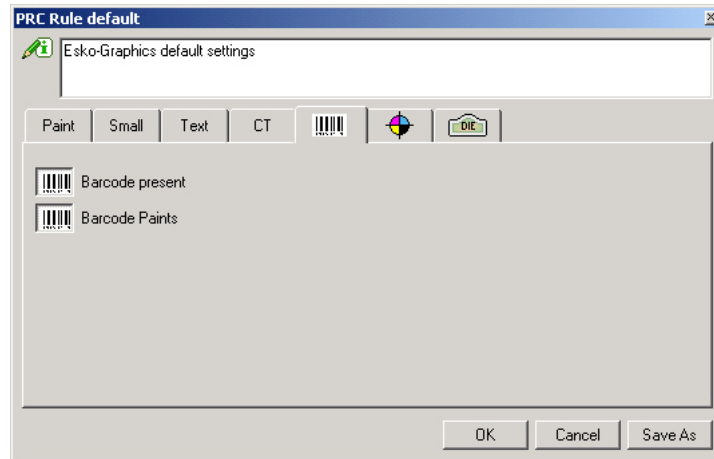 PRC Rule default
Esko-Graphics default settings
Paint Small Text CT DIE
Barcode present
Barcode Paints
OK Cancel Save As